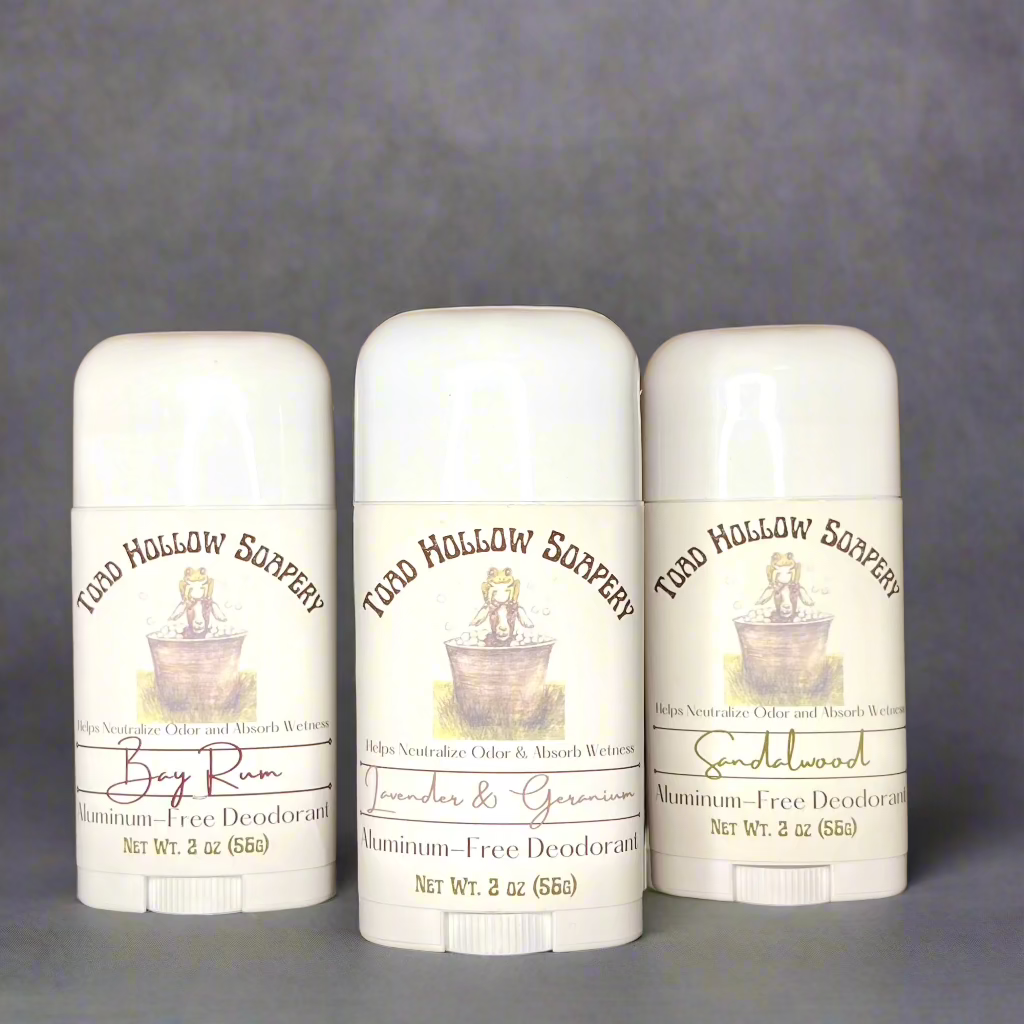 Toad Hollow Soapery
Helps Neutralize Odor and Absorb Wetness
Bay Rum
Aluminum-Free Deodorant
Net Wt. 2 oz (56g)
Toad Hollow Soapery
Helps Neutralize Odor & Absorb Wetness
Lavender & Geranium
Aluminum-Free Deodorant
Net Wt. 2 oz (56g)
Toad Hollow Soapery
Helps Neutralize Odor and Absorb Wetness
Sandalwood
Aluminum-Free Deodorant
Net Wt. 2 oz (56g)